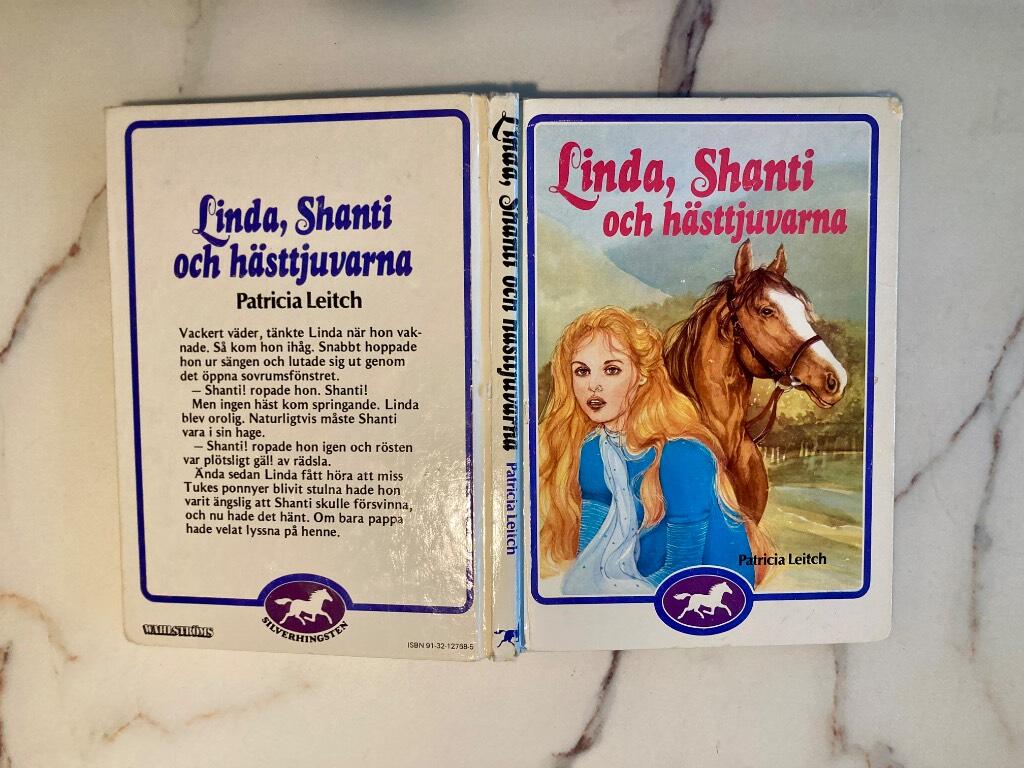 Linda, Shanti
och hästtjuvarna
Patricia Leitch
Vackert väder, tänkte Linda när hon vak-
nade. Så kom hon ihåg. Snabbt hoppade
hon ur sängen och lutade sig ut genom
det öppna sovrumsfönstret.
— Shanti! ropade hon. Shanti!
Men ingen häst kom springande. Linda
blev orolig. Naturligtvis måste Shanti
vara i sin hage.
— Shanti! ropade hon igen och rösten
var plötsligt gäll av rädsla.
Ända sedan Linda fått höra att miss
Tukes ponnyer blivit stulna hade hon
varit ängslig att Shanti skulle försvinna,
och nu hade det hänt. Om bara pappa
hade velat lyssna på henne.
WAHLSTRÖMS
SILVERHINGSTEN
ISBN 91-32-12768-5
Linda, Shanti och hästtjuvarna Patricia Leitch
Linda, Shanti
och hästtjuvarna
Patricia Leitch